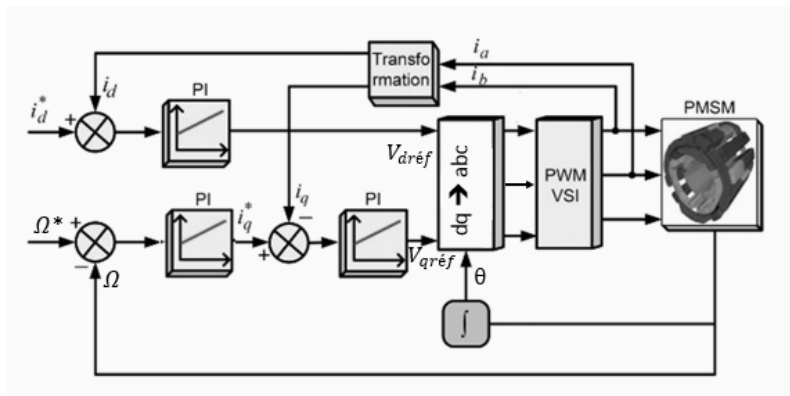 Transfo
rmation
i_a
i_b
i_d
PI
i_d^*
+
V_dréf
dq → abc
PWM
VSI
PMSM
PI
i_q^*
i_q
−
PI
Ω*
+
−
Ω
+
V_qréf
θ
∫